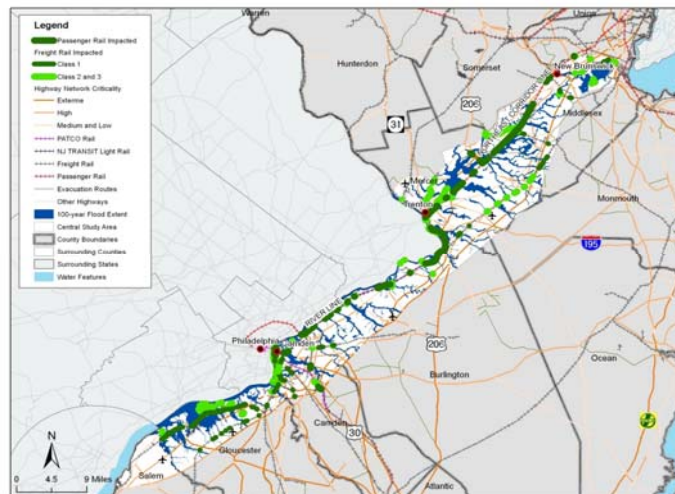 Legend
Passenger Rail Impacted
Freight Rail Impacted
Class 1
Class 2 and 3
Highway Network Criticality
Exterme
High
Medium and Low
PATCO Rail
NJ TRANSIT Light Rail
Freight Rail
Passenger Rail
Evacuation Routes
Other Highways
100-year Flood Extent
Central Study Area
County Boundaries
Surrounding Counties
Surrounding States
Water Features
Warren
Union
Hunterdon
Somerset
New Brunswick
206
31
NORTHEAST CORRIDOR LINE
Middlesex
Mercer
Trenton
Monmouth
195
RIVER LINE
Philadelphia
Camden
206
Burlington
Ocean
Camden
30
Gloucester
Salem
Atlantic
N
0 4.5 9 Miles